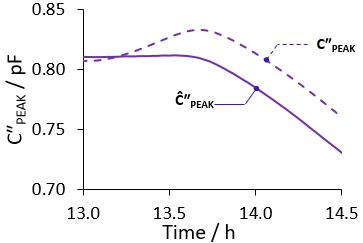 0.85
0.80
0.75
0.70
C″PEAK / pF
C″PEAK
Ĉ″PEAK
13.0 13.5 14.0 14.5
Time / h